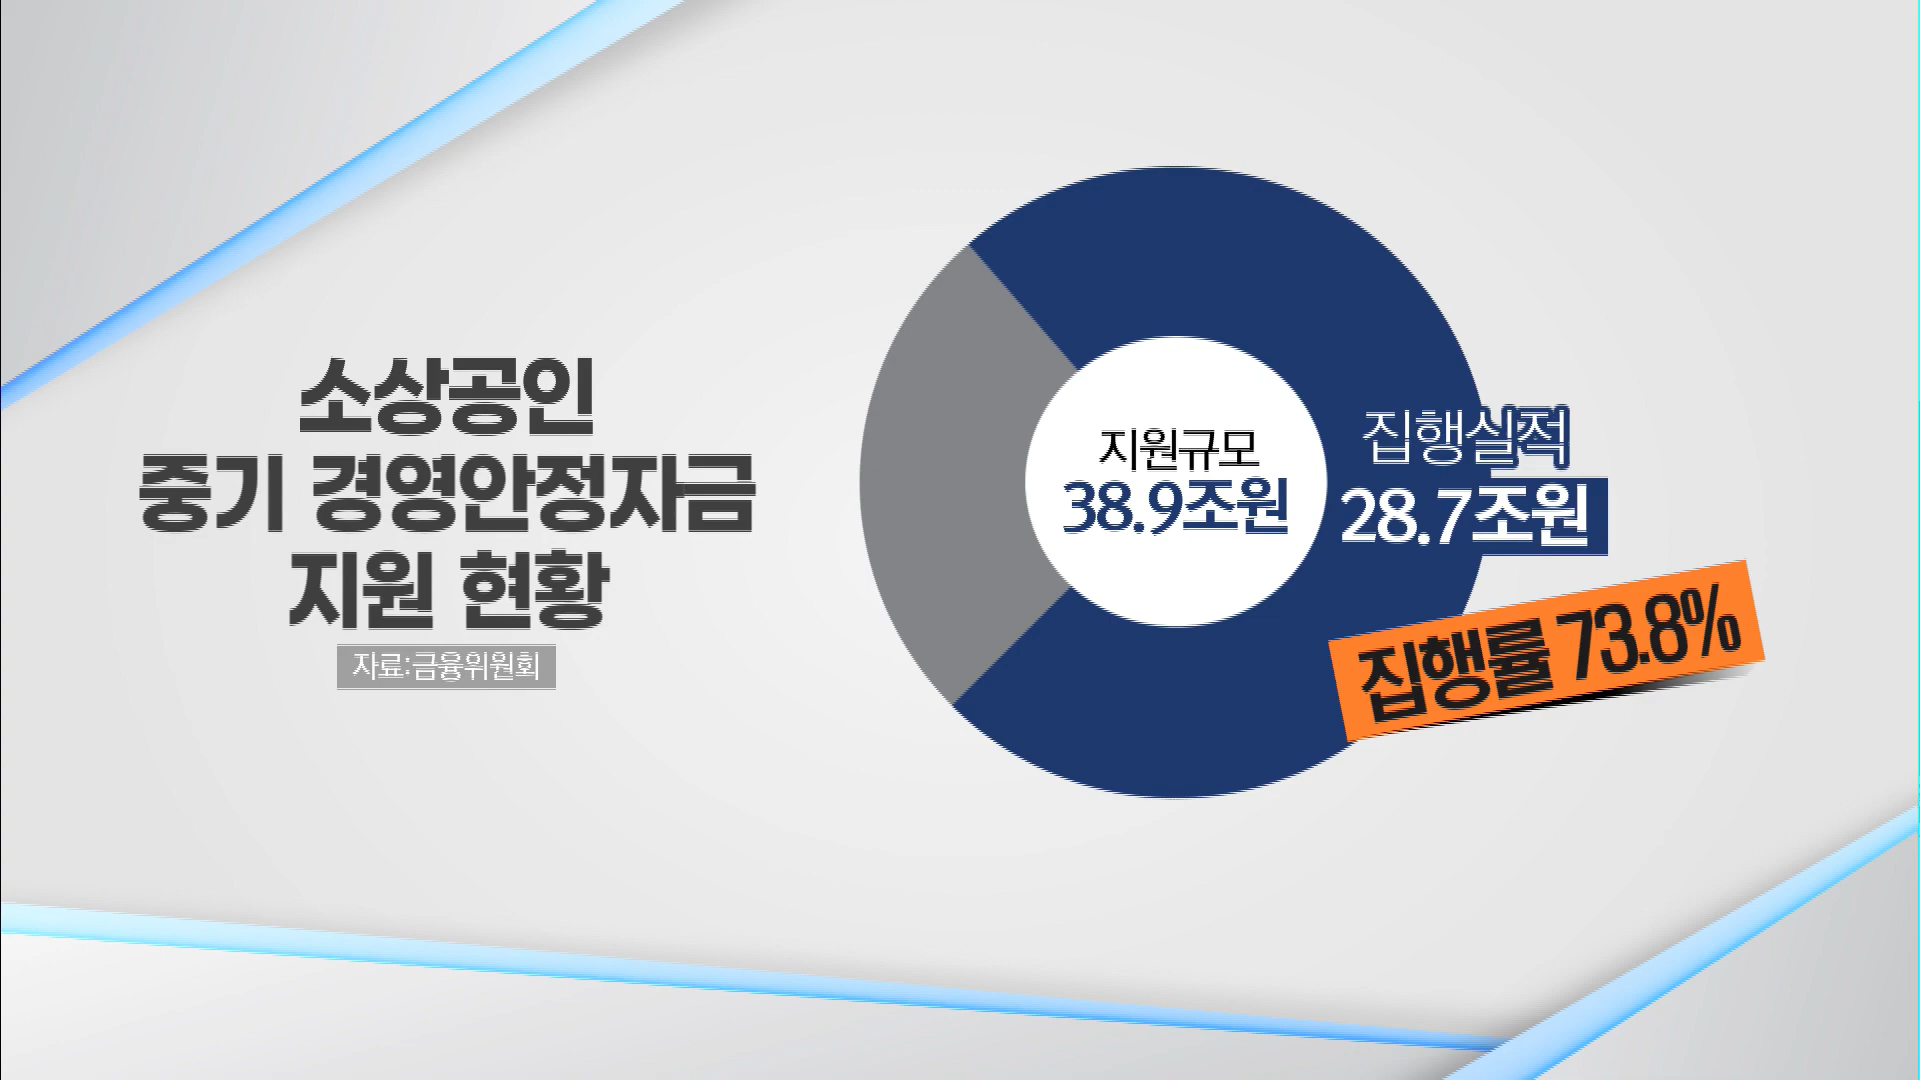 소상공인
중기 경영안정자금
지원 현황
자료:금융위원회
지원규모
38.9조원
집행실적
28.7조원
집행률 73.8%